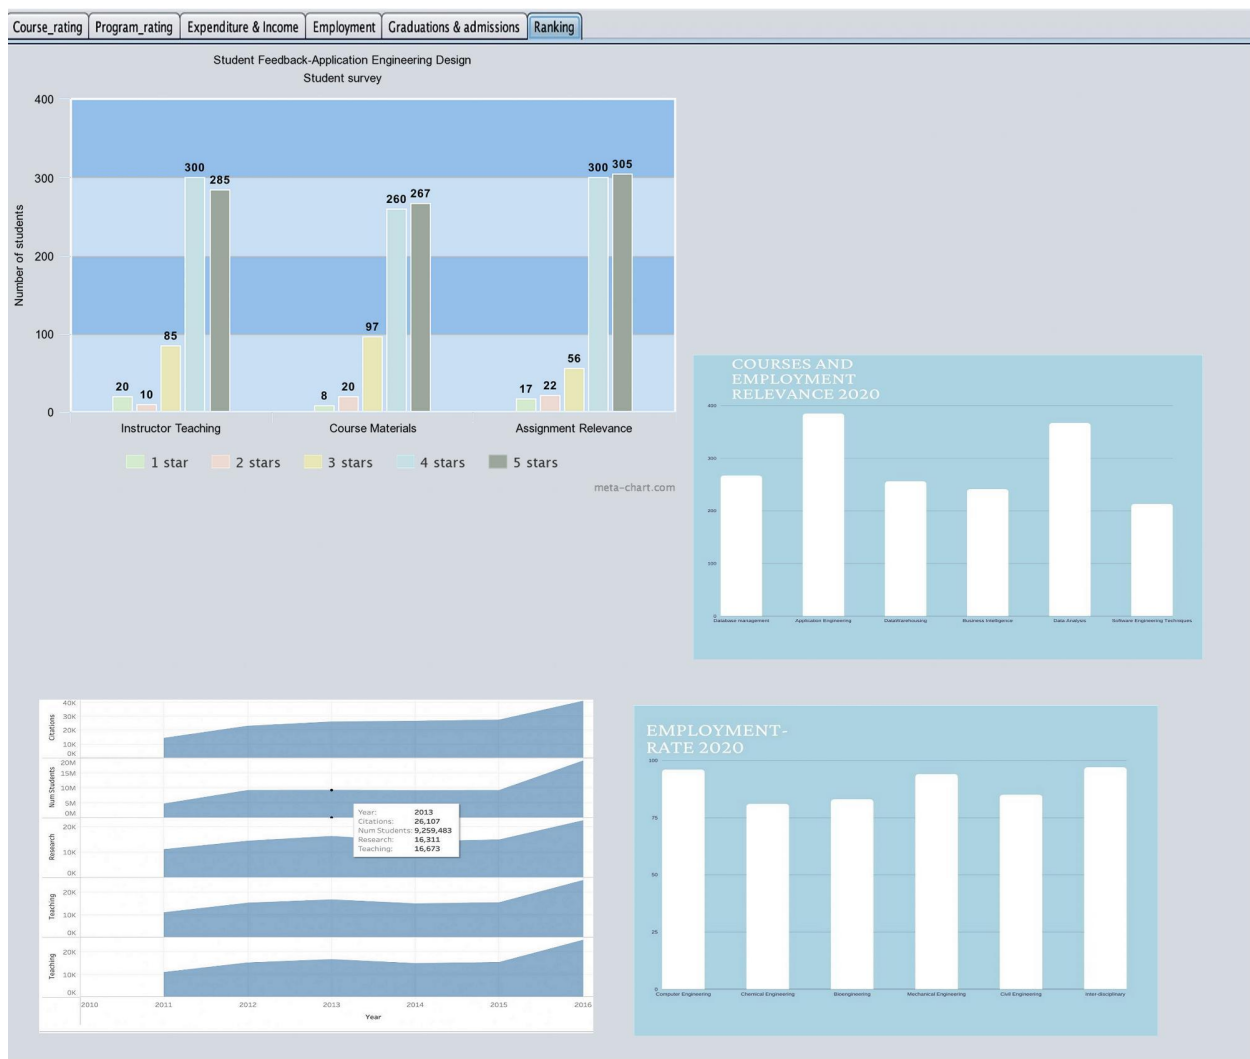 Course_rating Program_rating Expenditure & Income Employment Graduations & admissions Ranking
Student Feedback-Application Engineering Design
Student survey
Number of students
400
300
200
100
0
20 10 85 300 285
8 20 97 260 267
17 22 56 300 305
Instructor Teaching Course Materials Assignment Relevance
1 star 2 stars 3 stars 4 stars 5 stars
meta-chart.com
COURSES AND
EMPLOYMENT
RELEVANCE 2020
400
300
400
200
0
Database management Application Engineering DataWarehousing Business Intelligence Data Analysis Software Engineering Techniques
Citations
40K
30K
20K
10K
0K
Num Students
20M
15M
10M
5M
0M
Research
20K
10K
0K
Teaching
20K
10K
0K
Teaching
20K
10K
0K
Year: 2013
Citations: 26,107
Num Students: 9,259,483
Research: 16,311
Teaching: 16,673
2010 2011 2012 2013 2014 2015 2016
Year
EMPLOYMENT-
RATE 2020
100
75
50
25
0
Computer Engineering Chemical Engineering Bioengineering Mechanical Engineering Civil Engineering Inter-disciplinary